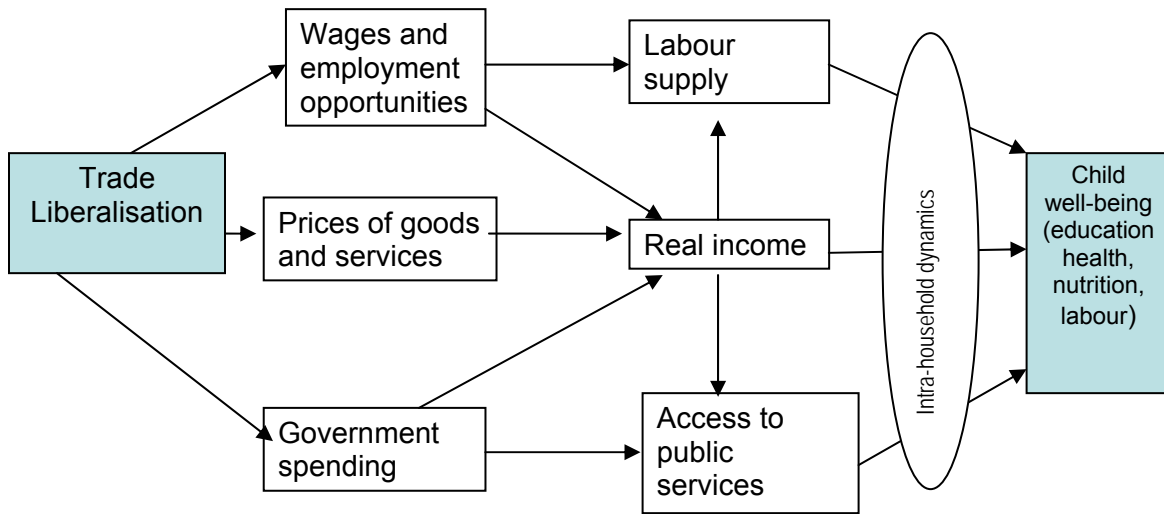 Trade
Liberalisation
Wages and
employment
opportunities
Prices of goods
and services
Government
spending
Labour
supply
Real income
Access to
public
services
Intra-household dynamics
Child
well-being
(education
health,
nutrition,
labour)